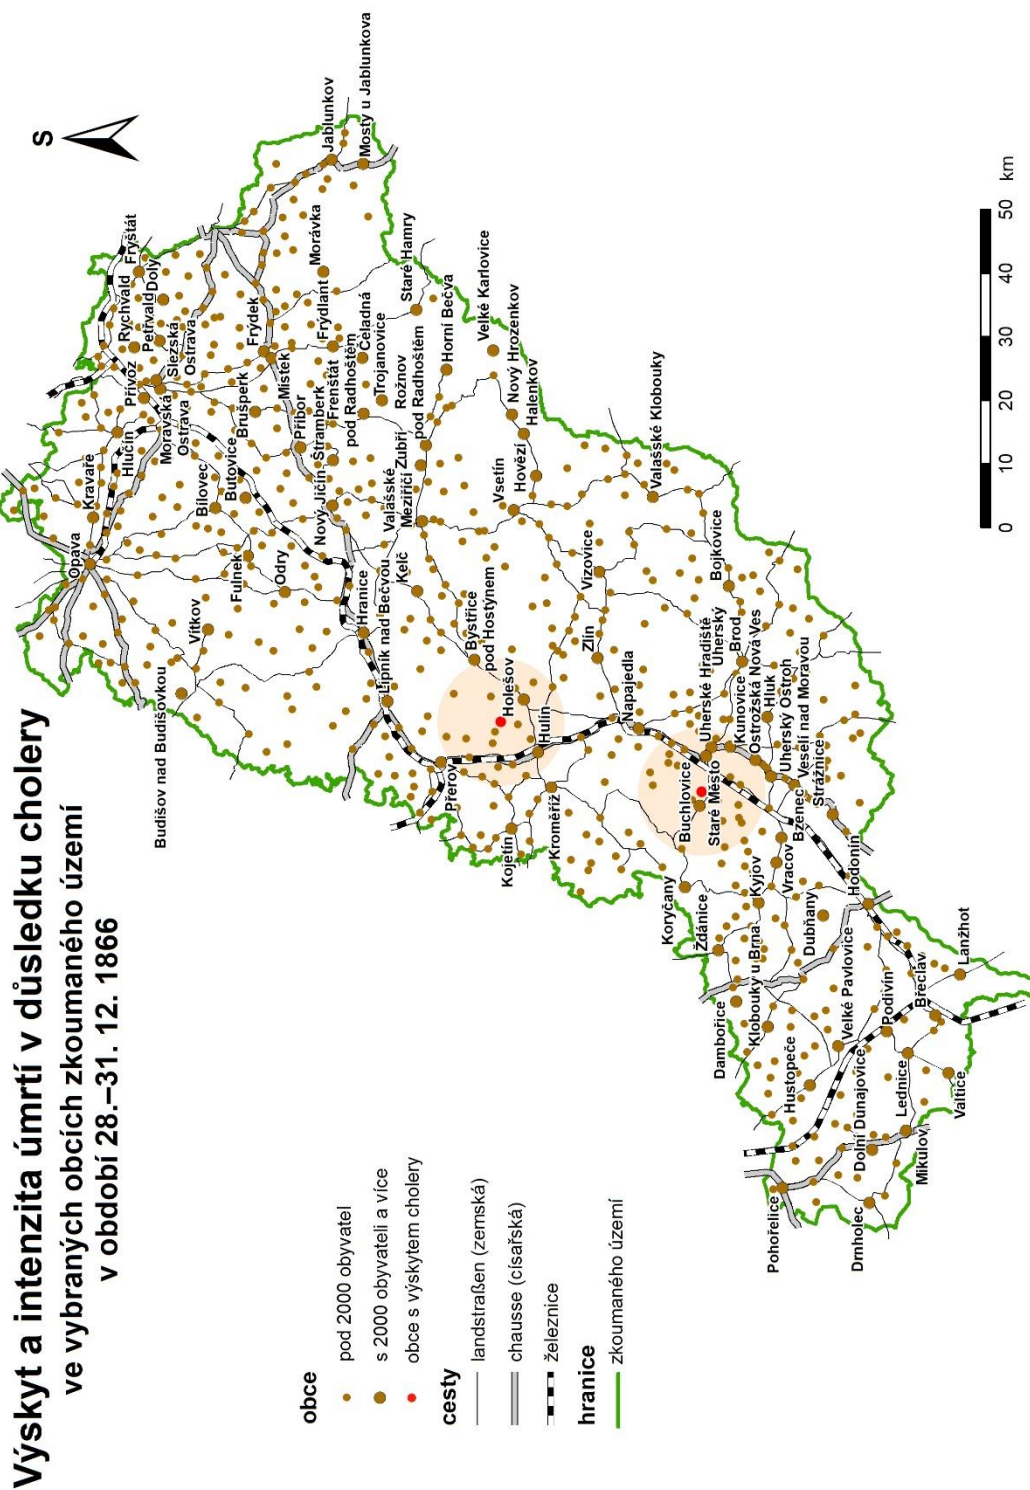 Výskyt a intenzita úmrtí v důsledku cholery
ve vybraných obcích zkoumaného území
v období 28.–31. 12. 1866
S
obce
pod 2000 obyvatel
s 2000 obyvateli a více
obce s výskytem cholery
cesty
landstraßen (zemská)
chausse (císařská)
železnice
hranice
zkoumaného území
Opava
Kravaře
Hlučín
Přívoz
Rychvald
Fryštát
Petřvald
Doly
Slezská
Ostrava
Moravská
Ostrava
Budišov nad Budišovkou
Vítkov
Bílovec
Butovice
Brušperk
Frýdek
Místek
Fulnek
Odry
Příbor
Nový Jičín
Štramberk
Frenštát
pod Radhoštěm
Frýdlant
Morávka
Jablunkov
Mosty u Jablunkova
Čeladná
Trojanovice
Staré Hamry
Hranice
Lipník nad Bečvou
Kelč
Valašské
Meziříčí
Zubří
Rožnov
pod Radhoštěm
Horní Bečva
Velké Karlovice
Nový Hrozenkov
Halenkov
Hovězí
Vsetín
Přerov
Bystřice
pod Hostýnem
Holešov
Hulín
Kojetín
Kroměříž
Zlín
Vizovice
Valašské Klobouky
Napajedla
Koryčany
Buchlovice
Staré Město
Uherské Hradiště
Uherský
Brod
Bojkovice
Kunovice
Ostrožská Nová Ves
Hluk
Uherský Ostroh
Veselí nad Moravou
Strážnice
Bzenec
Vracov
Kyjov
Ždánice
Dambořice
Klobouky u Brna
Dubňany
Hodonín
Hustopeče
Velké Pavlovice
Podivín
Břeclav
Lanžhot
Pohořelice
Drnholec
Dolní Dunajovice
Mikulov
Lednice
Valtice
0 10 20 30 40 50 km